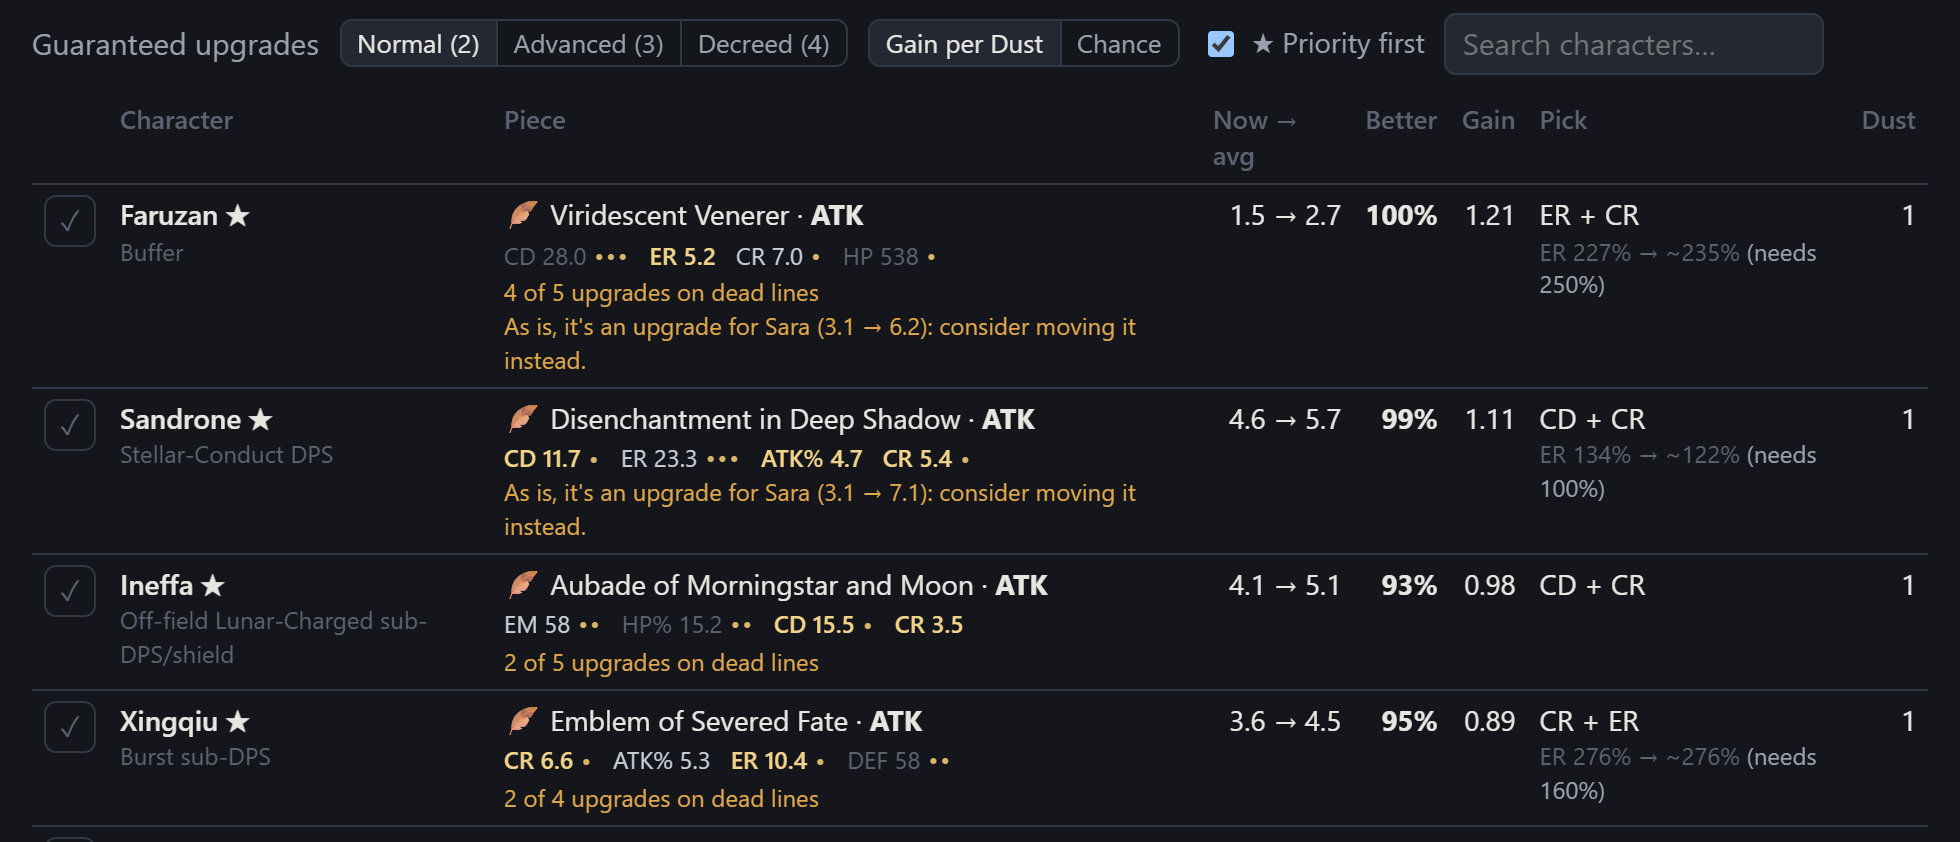 Guaranteed upgrades Normal (2) Advanced (3) Decreed (4) Gain per Dust Chance ★ Priority first Search characters...
Character Piece Now → avg Better Gain Pick Dust
Faruzan ★ Viridescent Venerer · ATK 1.5 → 2.7 100% 1.21 ER + CR 1
Buffer CD 28.0 ••• ER 5.2 CR 7.0 • HP 538 • ER 227% → ~235% (needs 250%)
4 of 5 upgrades on dead lines
As is, it's an upgrade for Sara (3.1 → 6.2): consider moving it
instead.
Sandrone ★ Disenchantment in Deep Shadow · ATK 4.6 → 5.7 99% 1.11 CD + CR 1
Stellar-Conduct DPS CD 11.7 • ER 23.3 ••• ATK% 4.7 CR 5.4 • ER 134% → ~122% (needs 100%)
As is, it's an upgrade for Sara (3.1 → 7.1): consider moving it
instead.
Ineffa ★ Aubade of Morningstar and Moon · ATK 4.1 → 5.1 93% 0.98 CD + CR 1
Off-field Lunar-Charged sub-DPS/shield EM 58 •• HP% 15.2 •• CD 15.5 • CR 3.5
2 of 5 upgrades on dead lines
Xingqiu ★ Emblem of Severed Fate · ATK 3.6 → 4.5 95% 0.89 CR + ER 1
Burst sub-DPS CR 6.6 • ATK% 5.3 ER 10.4 • DEF 58 •• ER 276% → ~276% (needs 160%)
2 of 4 upgrades on dead lines